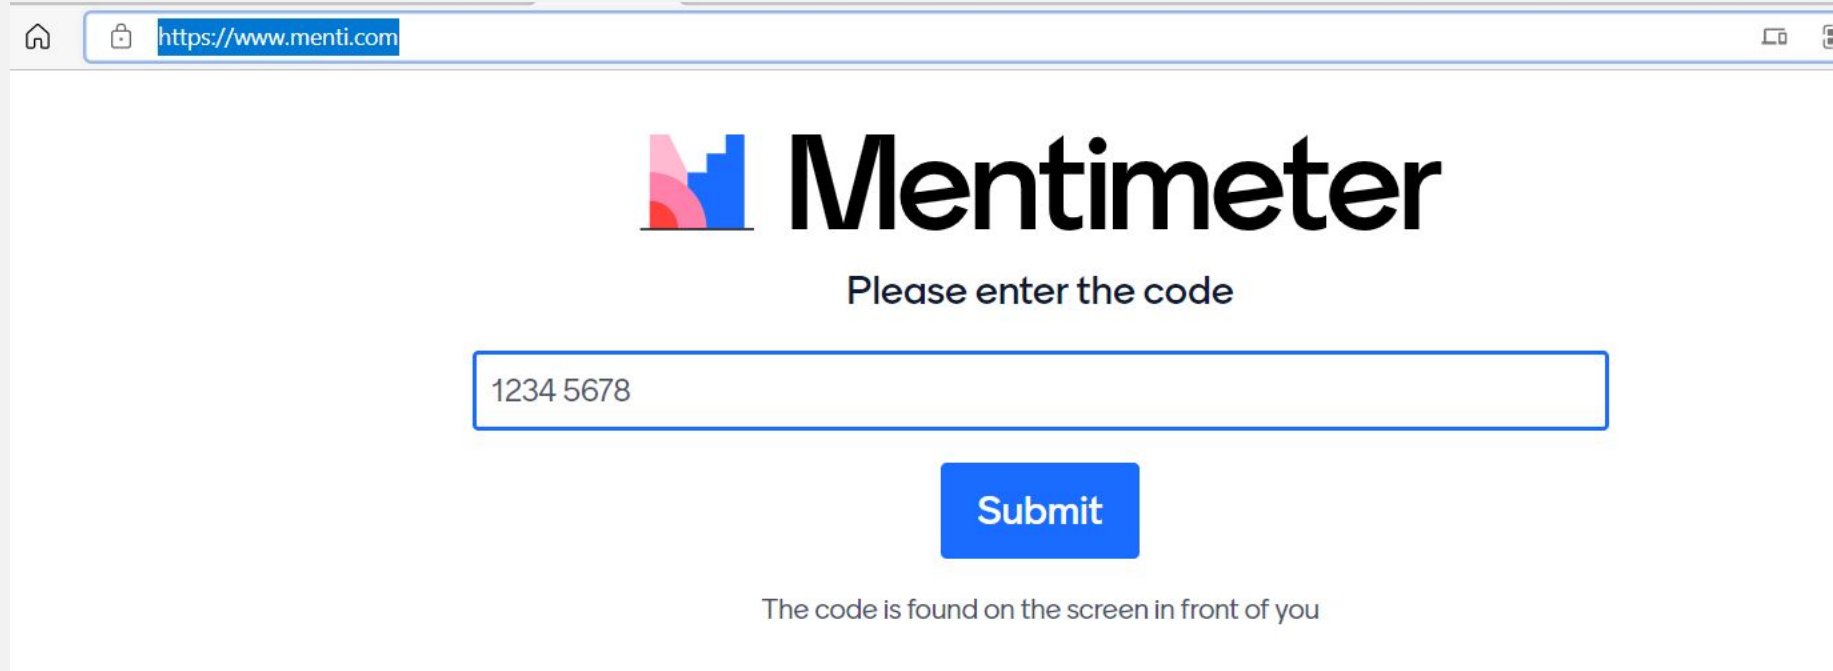 https://www.menti.com
Mentimeter
Please enter the code
1234 5678
Submit
The code is found on the screen in front of you